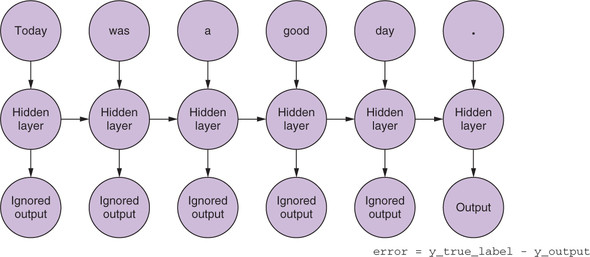 Today was a good day .
Hidden layer Hidden layer Hidden layer Hidden layer Hidden layer Hidden layer
Ignored output Ignored output Ignored output Ignored output Ignored output Output
error = y_true_label - y_output